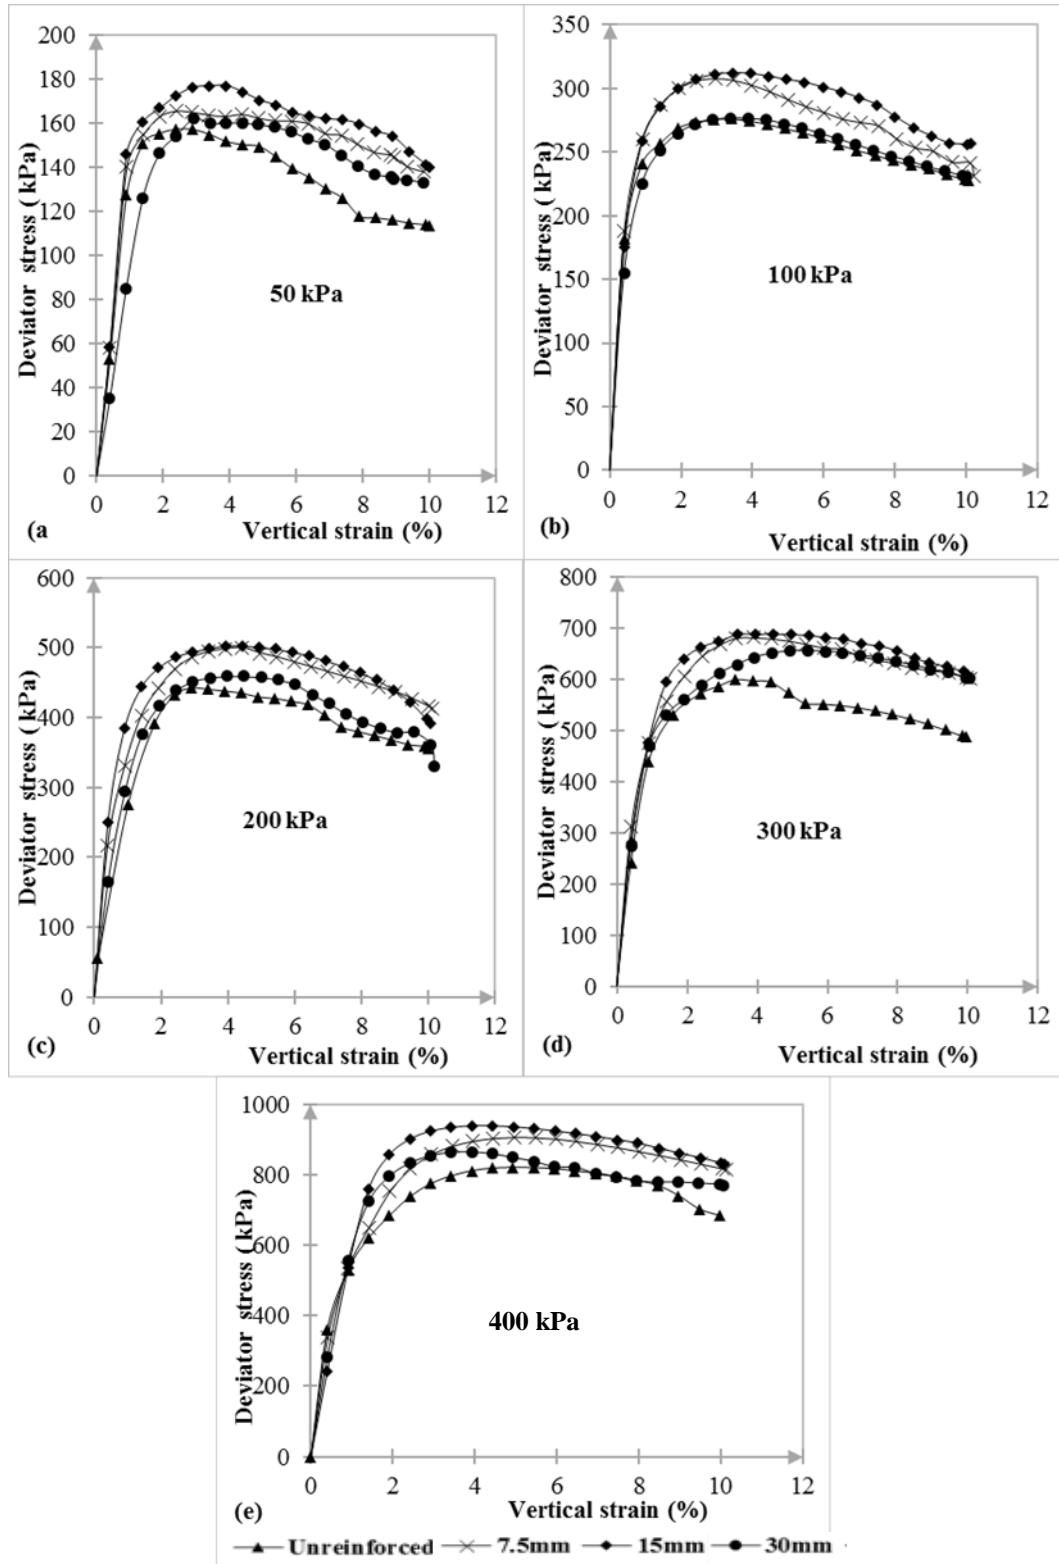 200
180
160
140
120
100
80
60
40
20
0
Deviator stress ( kPa)
50 kPa
0 2 4 6 8 10 12
Vertical strain (%)
(a
350
300
250
200
150
100
50
0
Deviator stress ( kPa)
100 kPa
0 2 4 6 8 10 12
Vertical strain (%)
(b)
600
500
400
300
200
100
0
Deviator stress ( kPa)
200 kPa
0 2 4 6 8 10 12
Vertical strain (%)
(c)
800
700
600
500
400
300
200
100
0
Deviator stress ( kPa)
300 kPa
0 2 4 6 8 10 12
Vertical strain (%)
(d)
1000
800
600
400
200
0
Deviator stress ( kPa)
400 kPa
0 2 4 6 8 10 12
Vertical strain (%)
(e)
Unreinforced 7.5mm 15mm 30mm